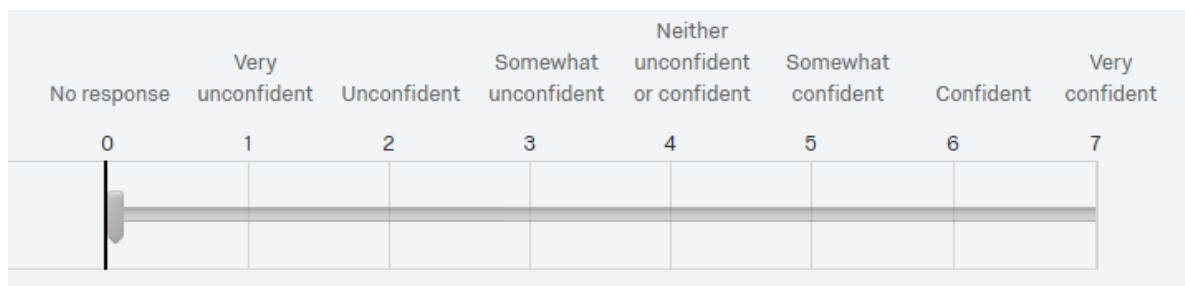 No response
Very
unconfident
Unconfident
Somewhat
unconfident
Neither
unconfident
or confident
Somewhat
confident
Confident
Very
confident
0 1 2 3 4 5 6 7